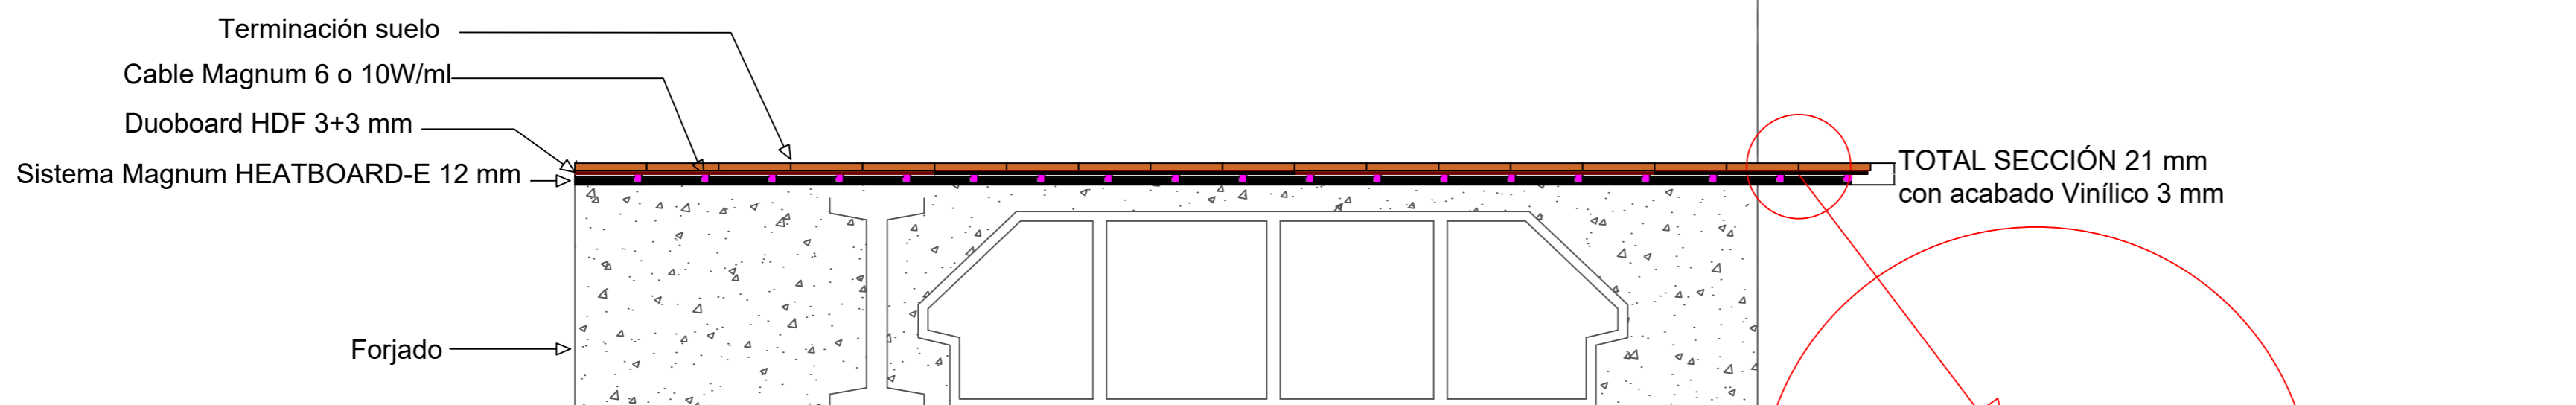 Terminación suelo
Cable Magnum 6 o 10W/ml
Duoboard HDF 3+3 mm
Sistema Magnum HEATBOARD-E 12 mm
Forjado
TOTAL SECCIÓN 21 mm
con acabado Vinílico 3 mm